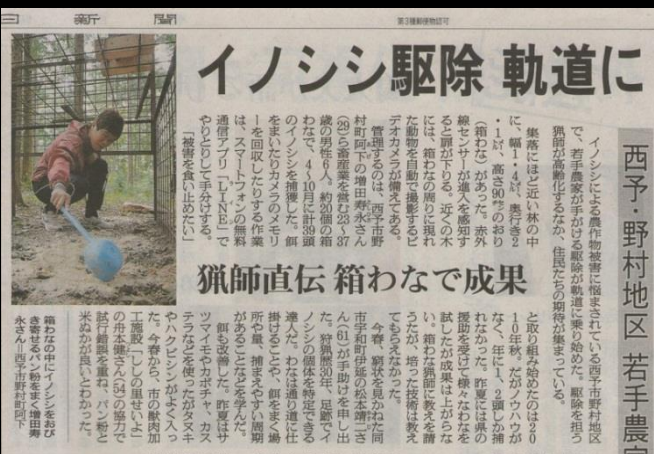 日 新 聞
第3種郵便物認可
イノシシ駆除 軌道に
西予・野村地区 若手農家
猟師直伝 箱わなで成果
イノシシによる農作物被害に悩まされている西予市野村地区
で、若手農家が手がける駆除が軌道に乗り始めた。駆除を担う
猟師が高齢化するなか、住民たちの期待が集まっている。
集落にほど近い林の中
に、幅1・4㍍、奥行き2
・1㍍、高さ90㌢のおり
(箱わな)があった。赤外
線センサーが進入を感知す
ると扉が下りる。近くの木
には、箱わなの周りに現れ
た動物を自動で撮影するビ
デオカメラが備えてある。
管理するのは、西予市野
村町阿下の増田寿永さん
(29)ら畜産業を営む23~37
歳の男性6人。約20個の箱
わなで、4~10月に計39頭
のイノシシを捕獲した。餌
をまいたりカメラのメモリ
ーを回収したりする作業
は、スマートフォンの無料
通信アプリ「LINE」で
やりとりして手分けする。
「被害を食い止めたい」
と取り組み始めたのは20
10年秋。だがノウハウが
なく、年に1、2頭しか捕
れなかった。昨夏には県の
援助を受けて様々なわなを
試したが成果は上がらな
い。箱わな猟師に教えを請
うたが、培った技術は教え
てもらえなかった。
今春、窮状を見かねた同
市宇和町伊延の松本靖二さ
ん(61)が手助けを申し出
た。狩猟歴30年、足跡でイ
ノシシの個体を特定できる
達人だ。わなは通り道に仕
掛けることや、餌をまく場
所や量、捕まえやすい周期
があることなどを学んだ。
餌も改善した。昨夏はサ
ツマイモやカボチャ、カス
テラなどを使ったがタヌキ
やハクビシンがよく入っ
た。今春から、市の獣肉加
工施設「ししの里せいよ」
の舟本健さん(54)の協力で
試行錯誤を重ね、パン粉と
米ぬかが良いとわかった。
箱わなの中にイノシシをおび
き寄せるパン粉をまく増田寿
永さん=西予市野村町阿下